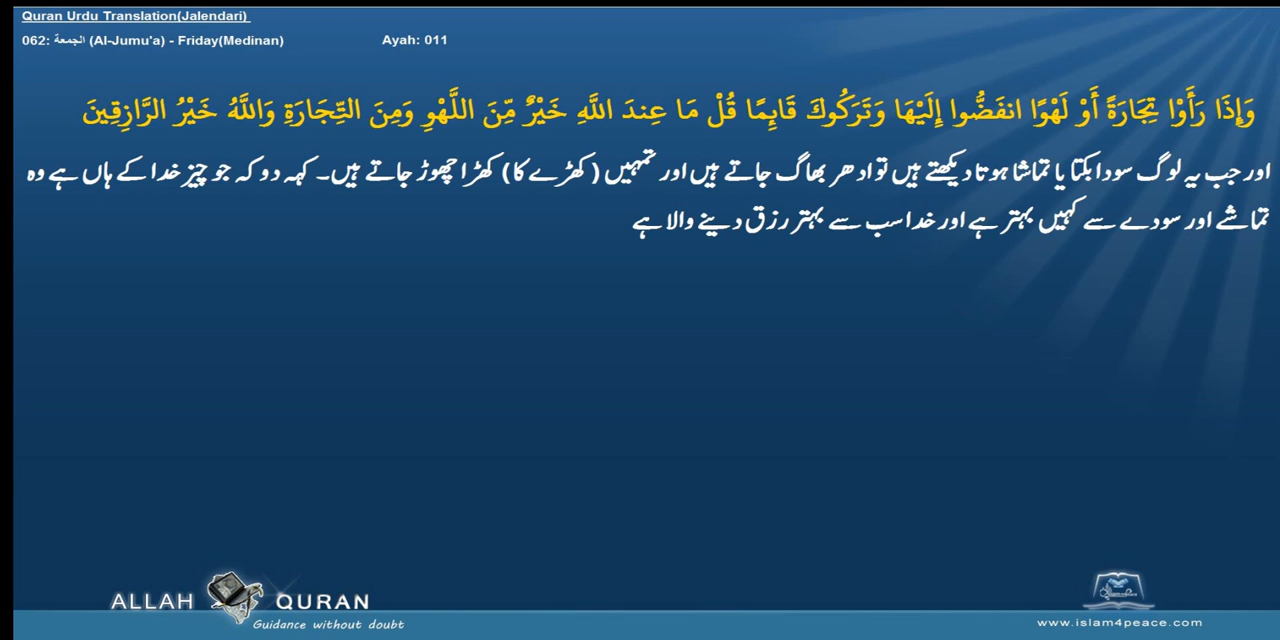 Quran Urdu Translation(Jalendari)
062: الجمعة (Al-Jumu'a) - Friday(Medinan) Ayah: 011
وَإِذَا رَأَوْا تِجَارَةً أَوْ لَهْوًا انفَضُّوا إِلَيْهَا وَتَرَكُوكَ قَائِمًا قُلْ مَا عِندَ اللَّهِ خَيْرٌ مِّنَ اللَّهْوِ وَمِنَ التِّجَارَةِ وَاللَّهُ خَيْرُ الرَّازِقِينَ
اور جب یہ لوگ سودا بکتا یا تماشا ہوتا دیکھتے ہیں تو ادھر بھاگ جاتے ہیں اور تمہیں (کھڑے کا) کھڑا چھوڑ جاتے ہیں۔ کہہ دو کہ جو چیز خدا کے ہاں ہے وہ
تماشے اور سودے سے کہیں بہتر ہے اور خدا سب سے بہتر رزق دینے والا ہے
ALLAH QURAN
Guidance without doubt
www.islam4peace.com